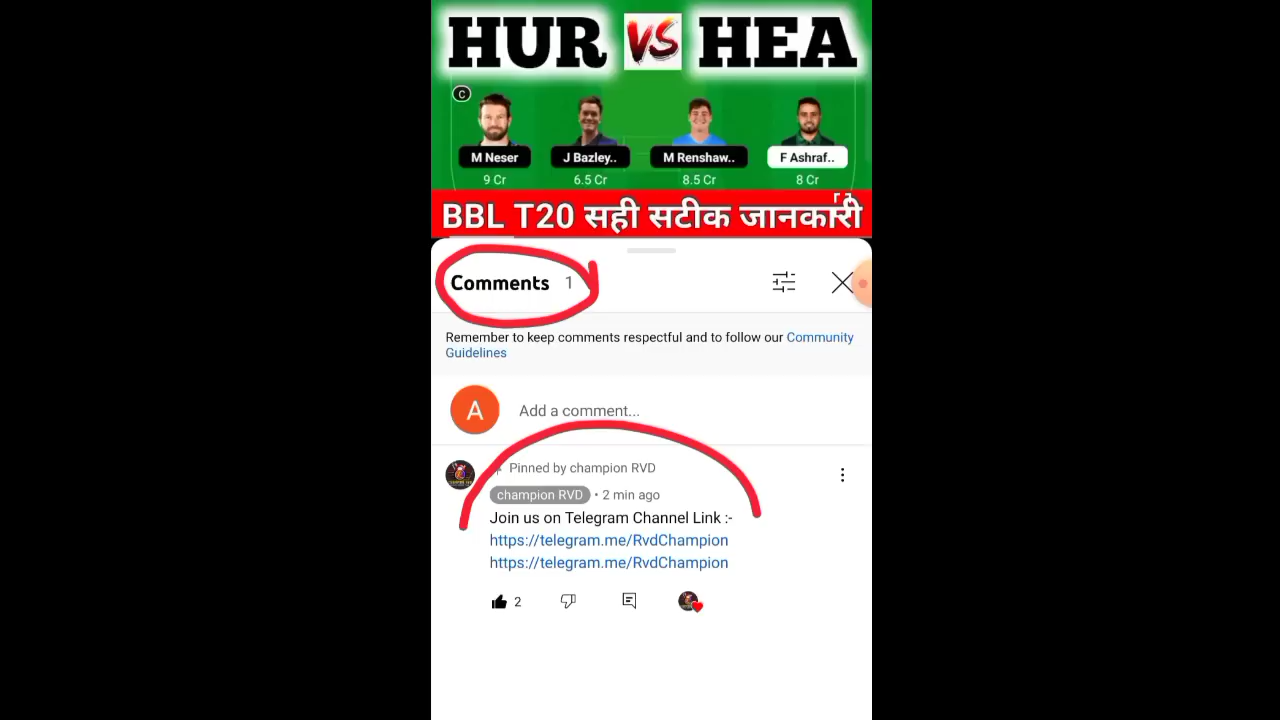 HUR VS HEA
C
M Neser J Bazley.. M Renshaw.. F Ashraf..
9 Cr 6.5 Cr 8.5 Cr 8 Cr
BBL T20 सही सटीक जानकारी
Comments 1
Remember to keep comments respectful and to follow our Community
Guidelines
A Add a comment...
Pinned by champion RVD
champion RVD • 2 min ago
Join us on Telegram Channel Link :-
https://telegram.me/RvdChampion
https://telegram.me/RvdChampion
2